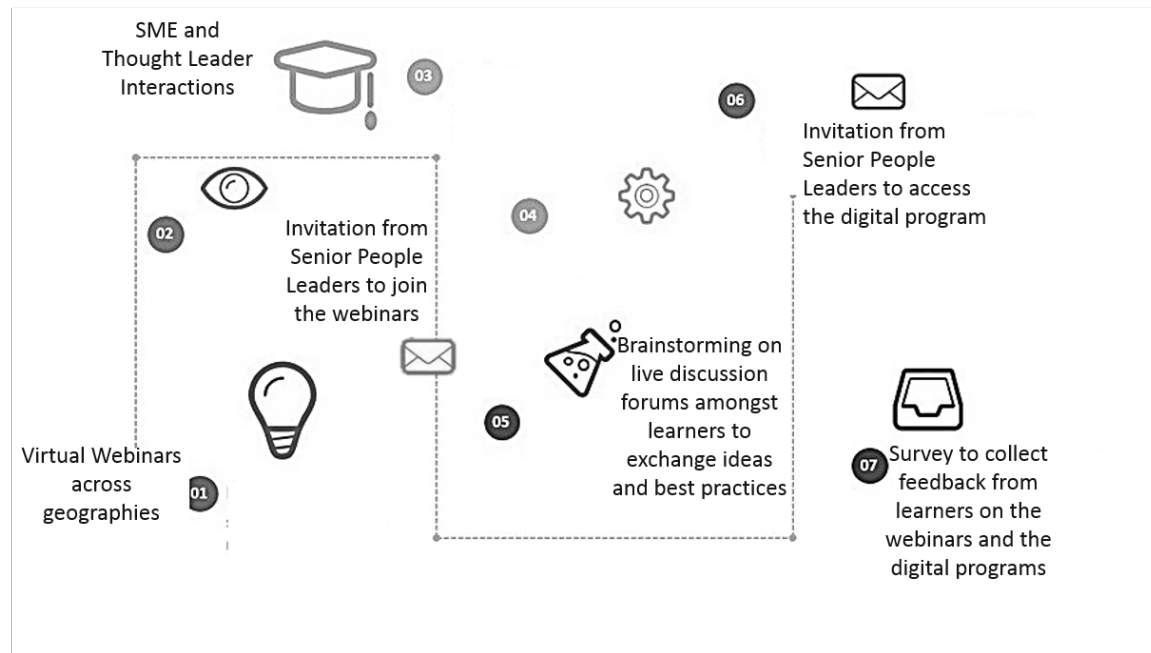 SME and
Thought Leader
Interactions
03
02
Invitation from
Senior People
Leaders to join
the webinars
Virtual Webinars
across
geographies
01
04
05
Brainstorming on
live discussion
forums amongst
learners to
exchange ideas
and best practices
06
Invitation from
Senior People
Leaders to access
the digital program
07
Survey to collect
feedback from
learners on the
webinars and the
digital programs